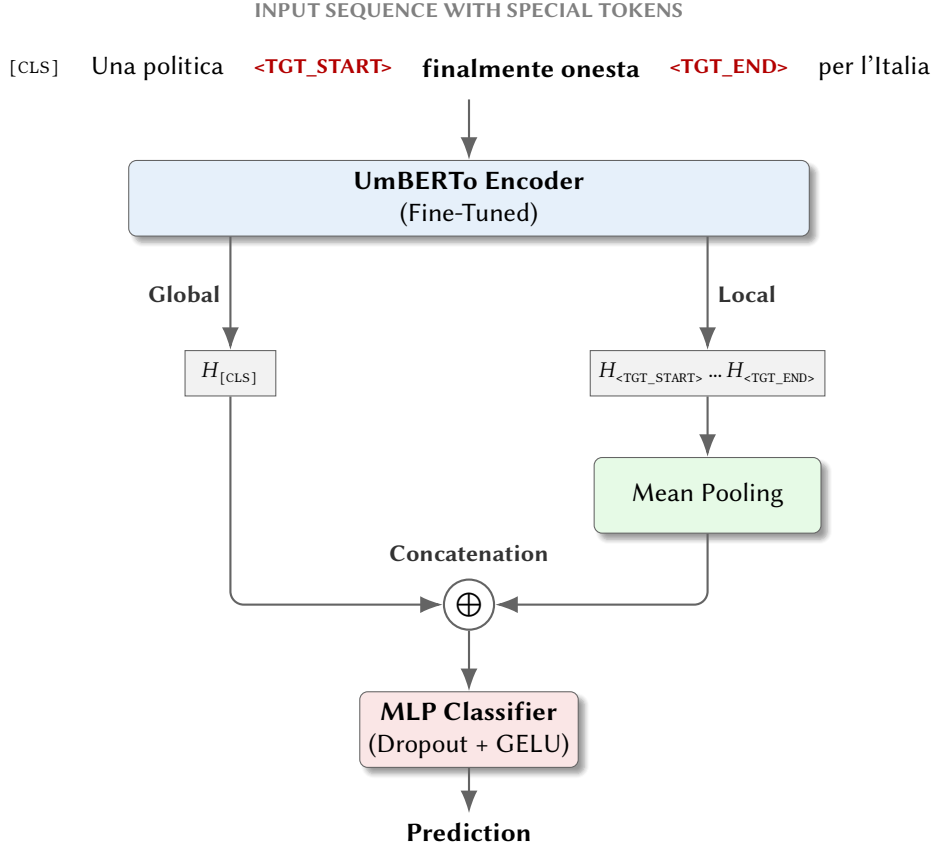 INPUT SEQUENCE WITH SPECIAL TOKENS
[CLS] Una politica <TGT_START> finalmente onesta <TGT_END> per l'Italia
UmBERTo Encoder
(Fine-Tuned)
Global
Local
H[CLS]
H<TGT_START> ... H<TGT_END>
Mean Pooling
Concatenation
⊕
MLP Classifier
(Dropout + GELU)
Prediction